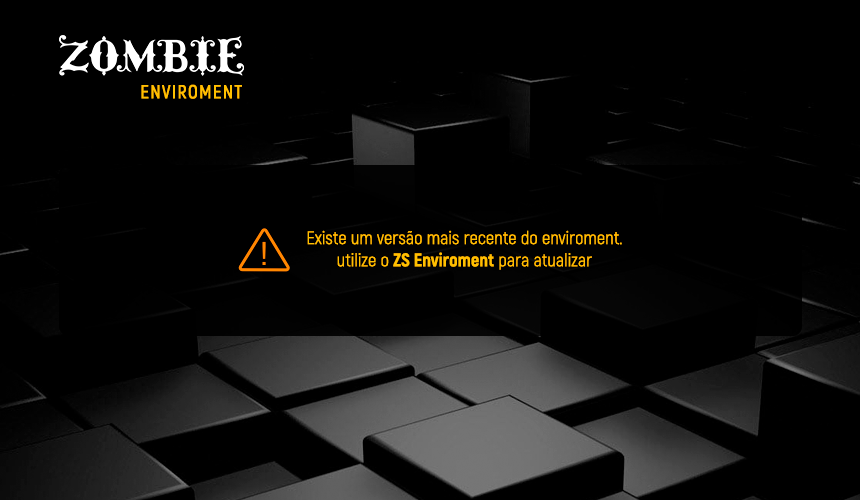 ZOMBIE
ENVIROMENT
Existe um versão mais recente do enviroment.
utilize o ZS Enviroment para atualizar